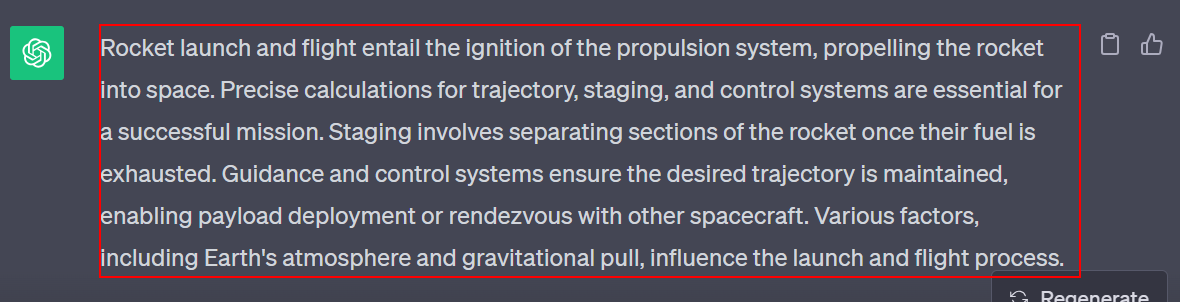 Rocket launch and flight entail the ignition of the propulsion system, propelling the rocket
into space. Precise calculations for trajectory, staging, and control systems are essential for
a successful mission. Staging involves separating sections of the rocket once their fuel is
exhausted. Guidance and control systems ensure the desired trajectory is maintained,
enabling payload deployment or rendezvous with other spacecraft. Various factors,
including Earth's atmosphere and gravitational pull, influence the launch and flight process.
Regenerate